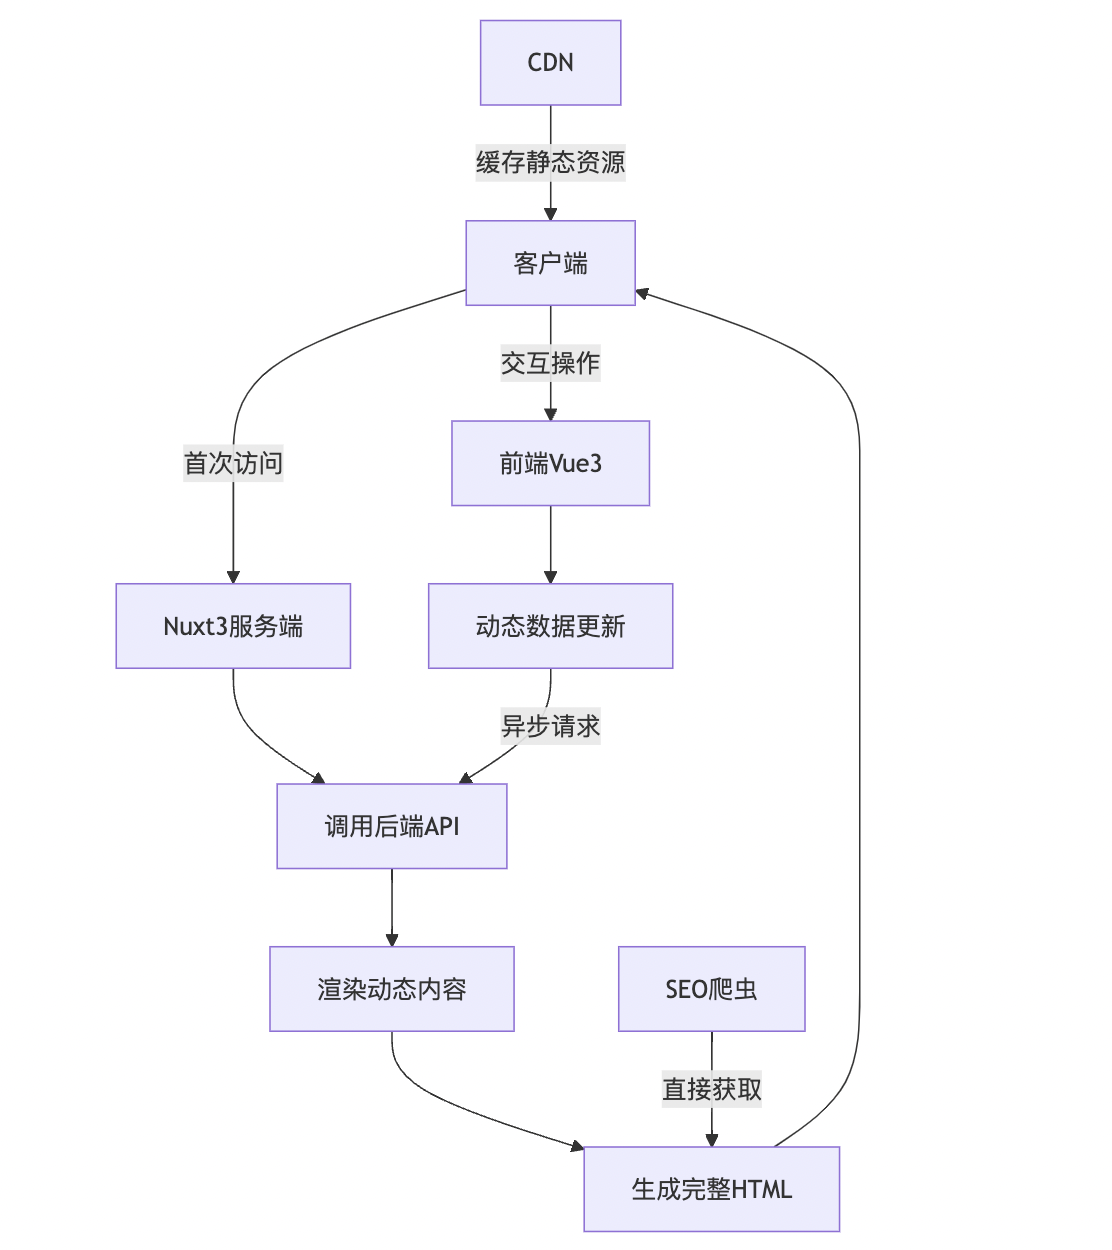 CDN
缓存静态资源
客户端
交互操作
首次访问
前端Vue3
Nuxt3服务端
动态数据更新
异步请求
调用后端API
渲染动态内容
SEO爬虫
直接获取
生成完整HTML